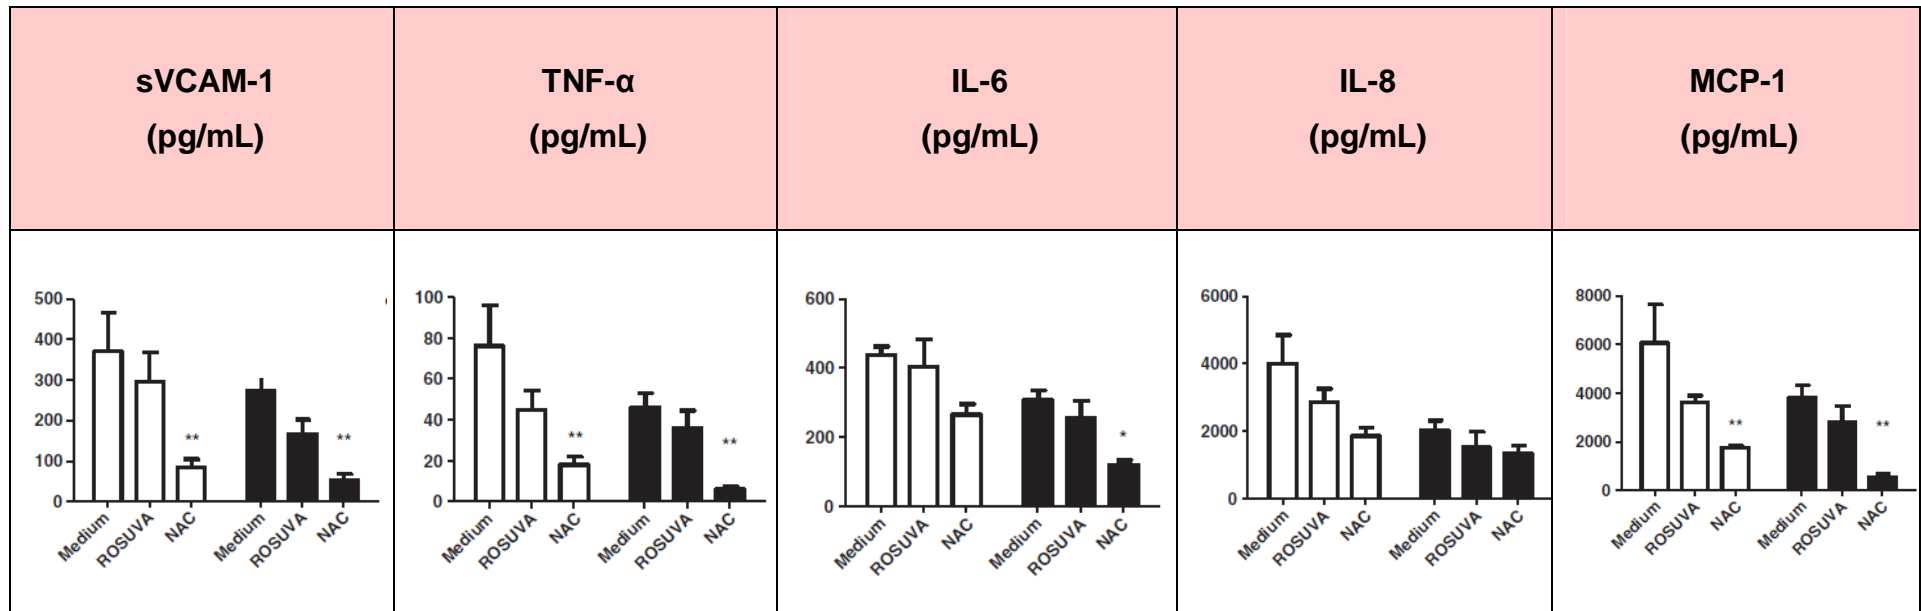 sVCAM-1
(pg/mL)
TNF-α
(pg/mL)
IL-6
(pg/mL)
IL-8
(pg/mL)
MCP-1
(pg/mL)
500
400
300
200
100
0
**
**
Medium
ROSUVA
NAC
Medium
ROSUVA
NAC
100
80
60
40
20
0
**
**
Medium
ROSUVA
NAC
Medium
ROSUVA
NAC
600
400
200
0
*
Medium
ROSUVA
NAC
Medium
ROSUVA
NAC
6000
4000
2000
0
Medium
ROSUVA
NAC
Medium
ROSUVA
NAC
8000
6000
4000
2000
0
**
**
Medium
ROSUVA
NAC
Medium
ROSUVA
NAC